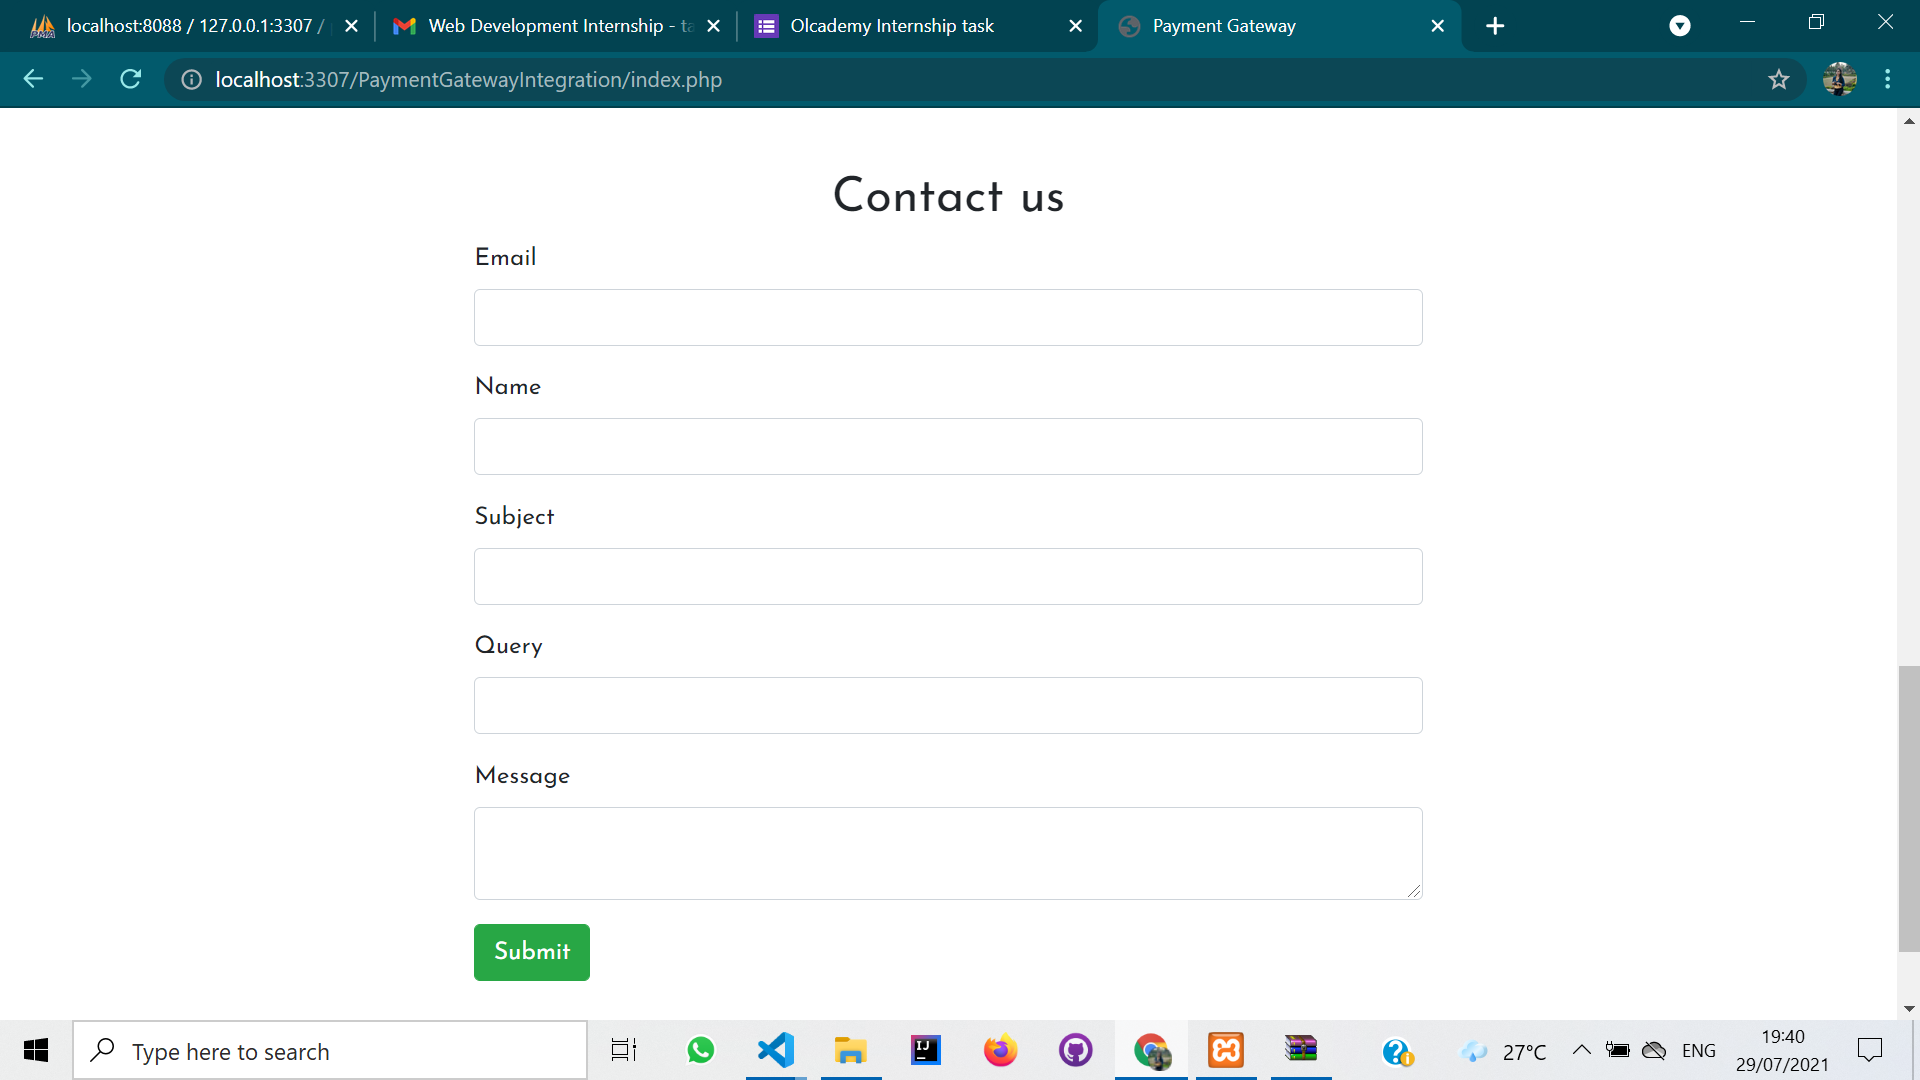 localhost:8088 / 127.0.0.1:3307 /
Web Development Internship - ta
Olcademy Internship task
Payment Gateway
localhost:3307/PaymentGatewayIntegration/index.php
Contact us
Email
Name
Subject
Query
Message
Submit
Type here to search
IJ
27°C
ENG
19:40
29/07/2021